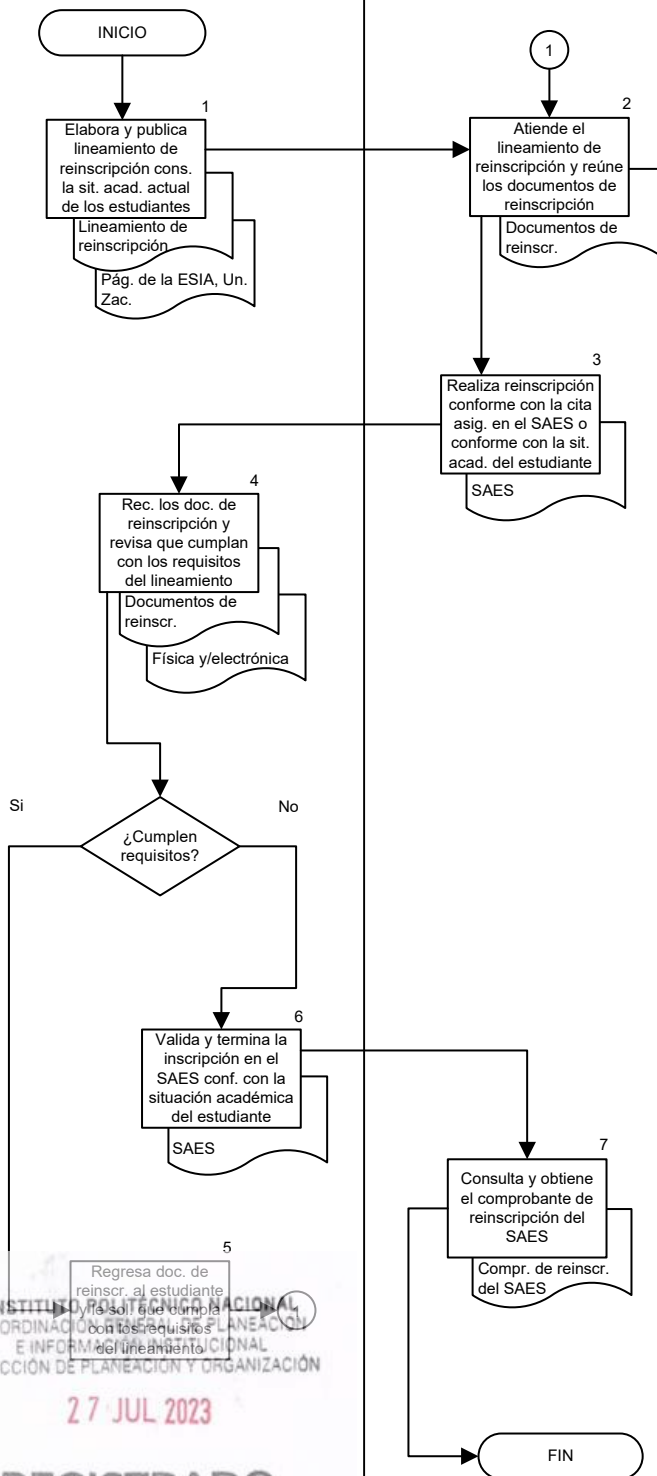 INICIO
1
Elabora y publica
lineamiento de
reinscripción cons.
la sit. acad. actual
de los estudiantes
Lineamiento de
reinscripción
Pág. de la ESIA, Un.
Zac.
1
2
Atiende el
lineamiento de
reinscripción y reúne
los documentos de
reinscripción
Documentos de
reinscr.
3
Realiza reinscripción
conforme con la cita
asig. en el SAES o
conforme con la sit.
acad. del estudiante
SAES
4
Rec. los doc. de
reinscripción y
revisa que cumplan
con los requisitos
del lineamiento
Documentos de
reinscr.
Física y/electrónica
Si
No
¿Cumplen
requisitos?
6
Valida y termina la
inscripción en el
SAES conf. con la
situación académica
del estudiante
SAES
7
Consulta y obtiene
el comprobante de
reinscripción del
SAES
Compr. de reinscr.
del SAES
5
Regresa doc. de
reinscr. al estudiante
y le sol. que cumpla
con los requisitos
del lineamiento
1
NSTITUTO POLITÉCNICO NACIONAL
ORDINACIÓN GENERAL DE PLANEACIÓN
E INFORMACIÓN INSTITUCIONAL
CCIÓN DE PLANEACIÓN Y ORGANIZACIÓN
27 JUL 2023
FIN